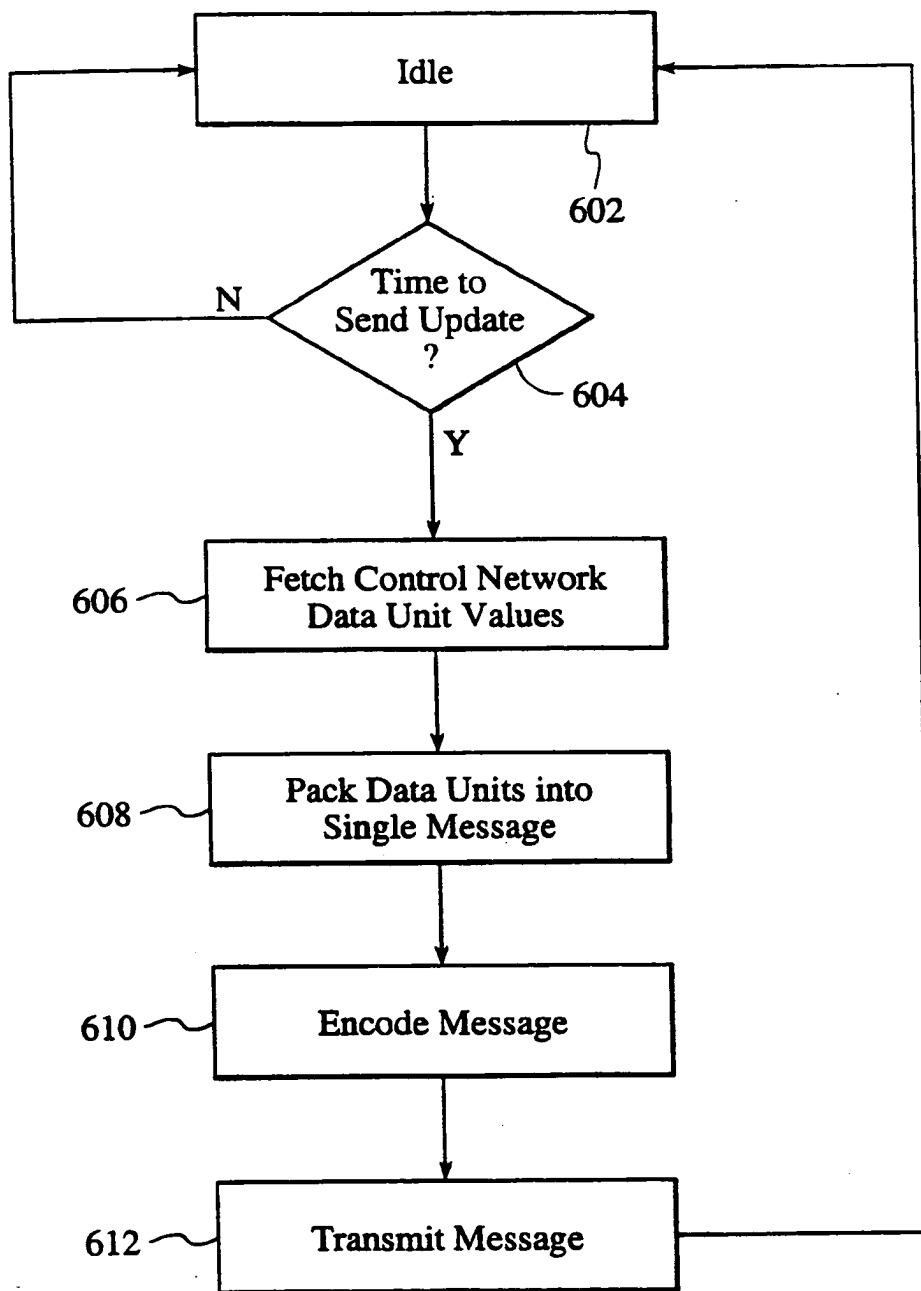 Idle
602
Time to
Send Update
?
604
N
Y
Fetch Control Network
Data Unit Values
606
Pack Data Units into
Single Message
608
Encode Message
610
Transmit Message
612